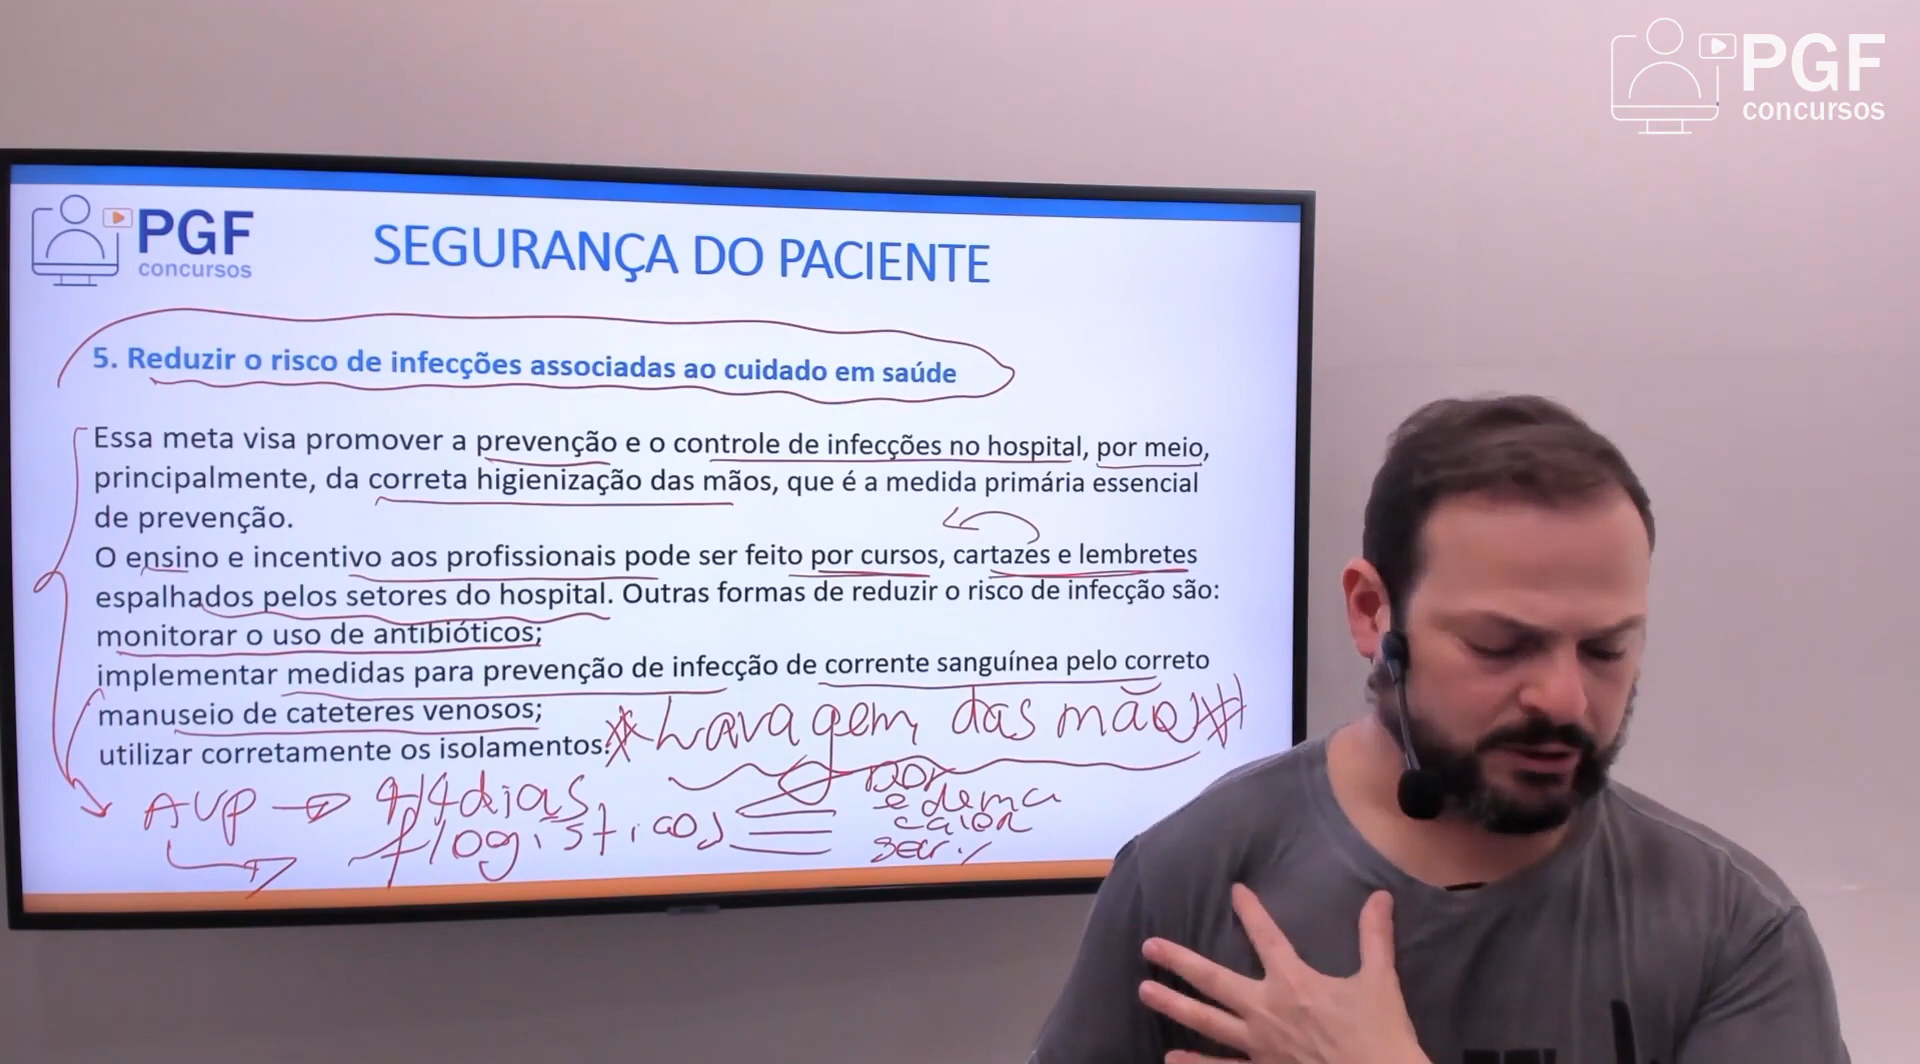 PGF
concursos
PGF
concursos
SEGURANÇA DO PACIENTE
5. Reduzir o risco de infecções associadas ao cuidado em saúde
Essa meta visa promover a prevenção e o controle de infecções no hospital, por meio,
principalmente, da correta higienização das mãos, que é a medida primária essencial
de prevenção.
O ensino e incentivo aos profissionais pode ser feito por cursos, cartazes e lembretes
espalhados pelos setores do hospital. Outras formas de reduzir o risco de infecção são:
monitorar o uso de antibióticos;
implementar medidas para prevenção de infecção de corrente sanguínea pelo correto
manuseio de cateteres venosos;
utilizar corretamente os isolamentos.
Lavagem das mãos
AVP → 4/4 dias
flogísticos
Dor
edema
calor